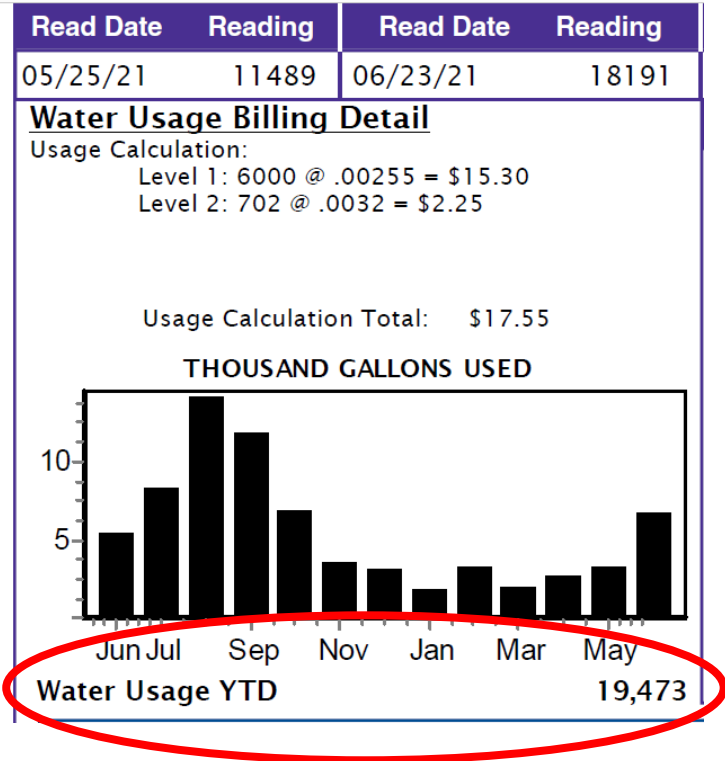 Read Date Reading Read Date Reading
05/25/21 11489 06/23/21 18191
Water Usage Billing Detail
Usage Calculation:
Level 1: 6000 @ .00255 = $15.30
Level 2: 702 @ .0032 = $2.25
Usage Calculation Total: $17.55
THOUSAND GALLONS USED
10
5
Jun Jul Sep Nov Jan Mar May
Water Usage YTD 19,473